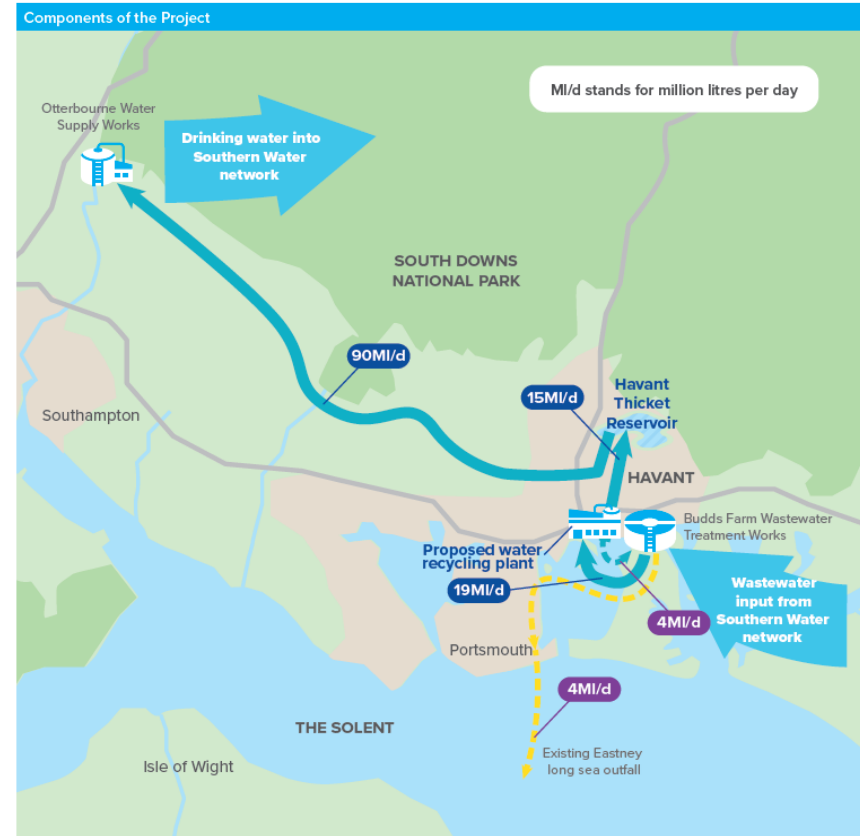 Components of the Project
Ml/d stands for million litres per day
Otterbourne Water
Supply Works
Drinking water into
Southern Water
network
SOUTH DOWNS
NATIONAL PARK
90Ml/d
15Ml/d
Havant
Thicket
Reservoir
Southampton
HAVANT
Budds Farm Wastewater
Treatment Works
Proposed water
recycling plant
19Ml/d
Wastewater
input from
Southern Water
network
4Ml/d
Portsmouth
4Ml/d
THE SOLENT
Existing Eastney
long sea outfall
Isle of Wight